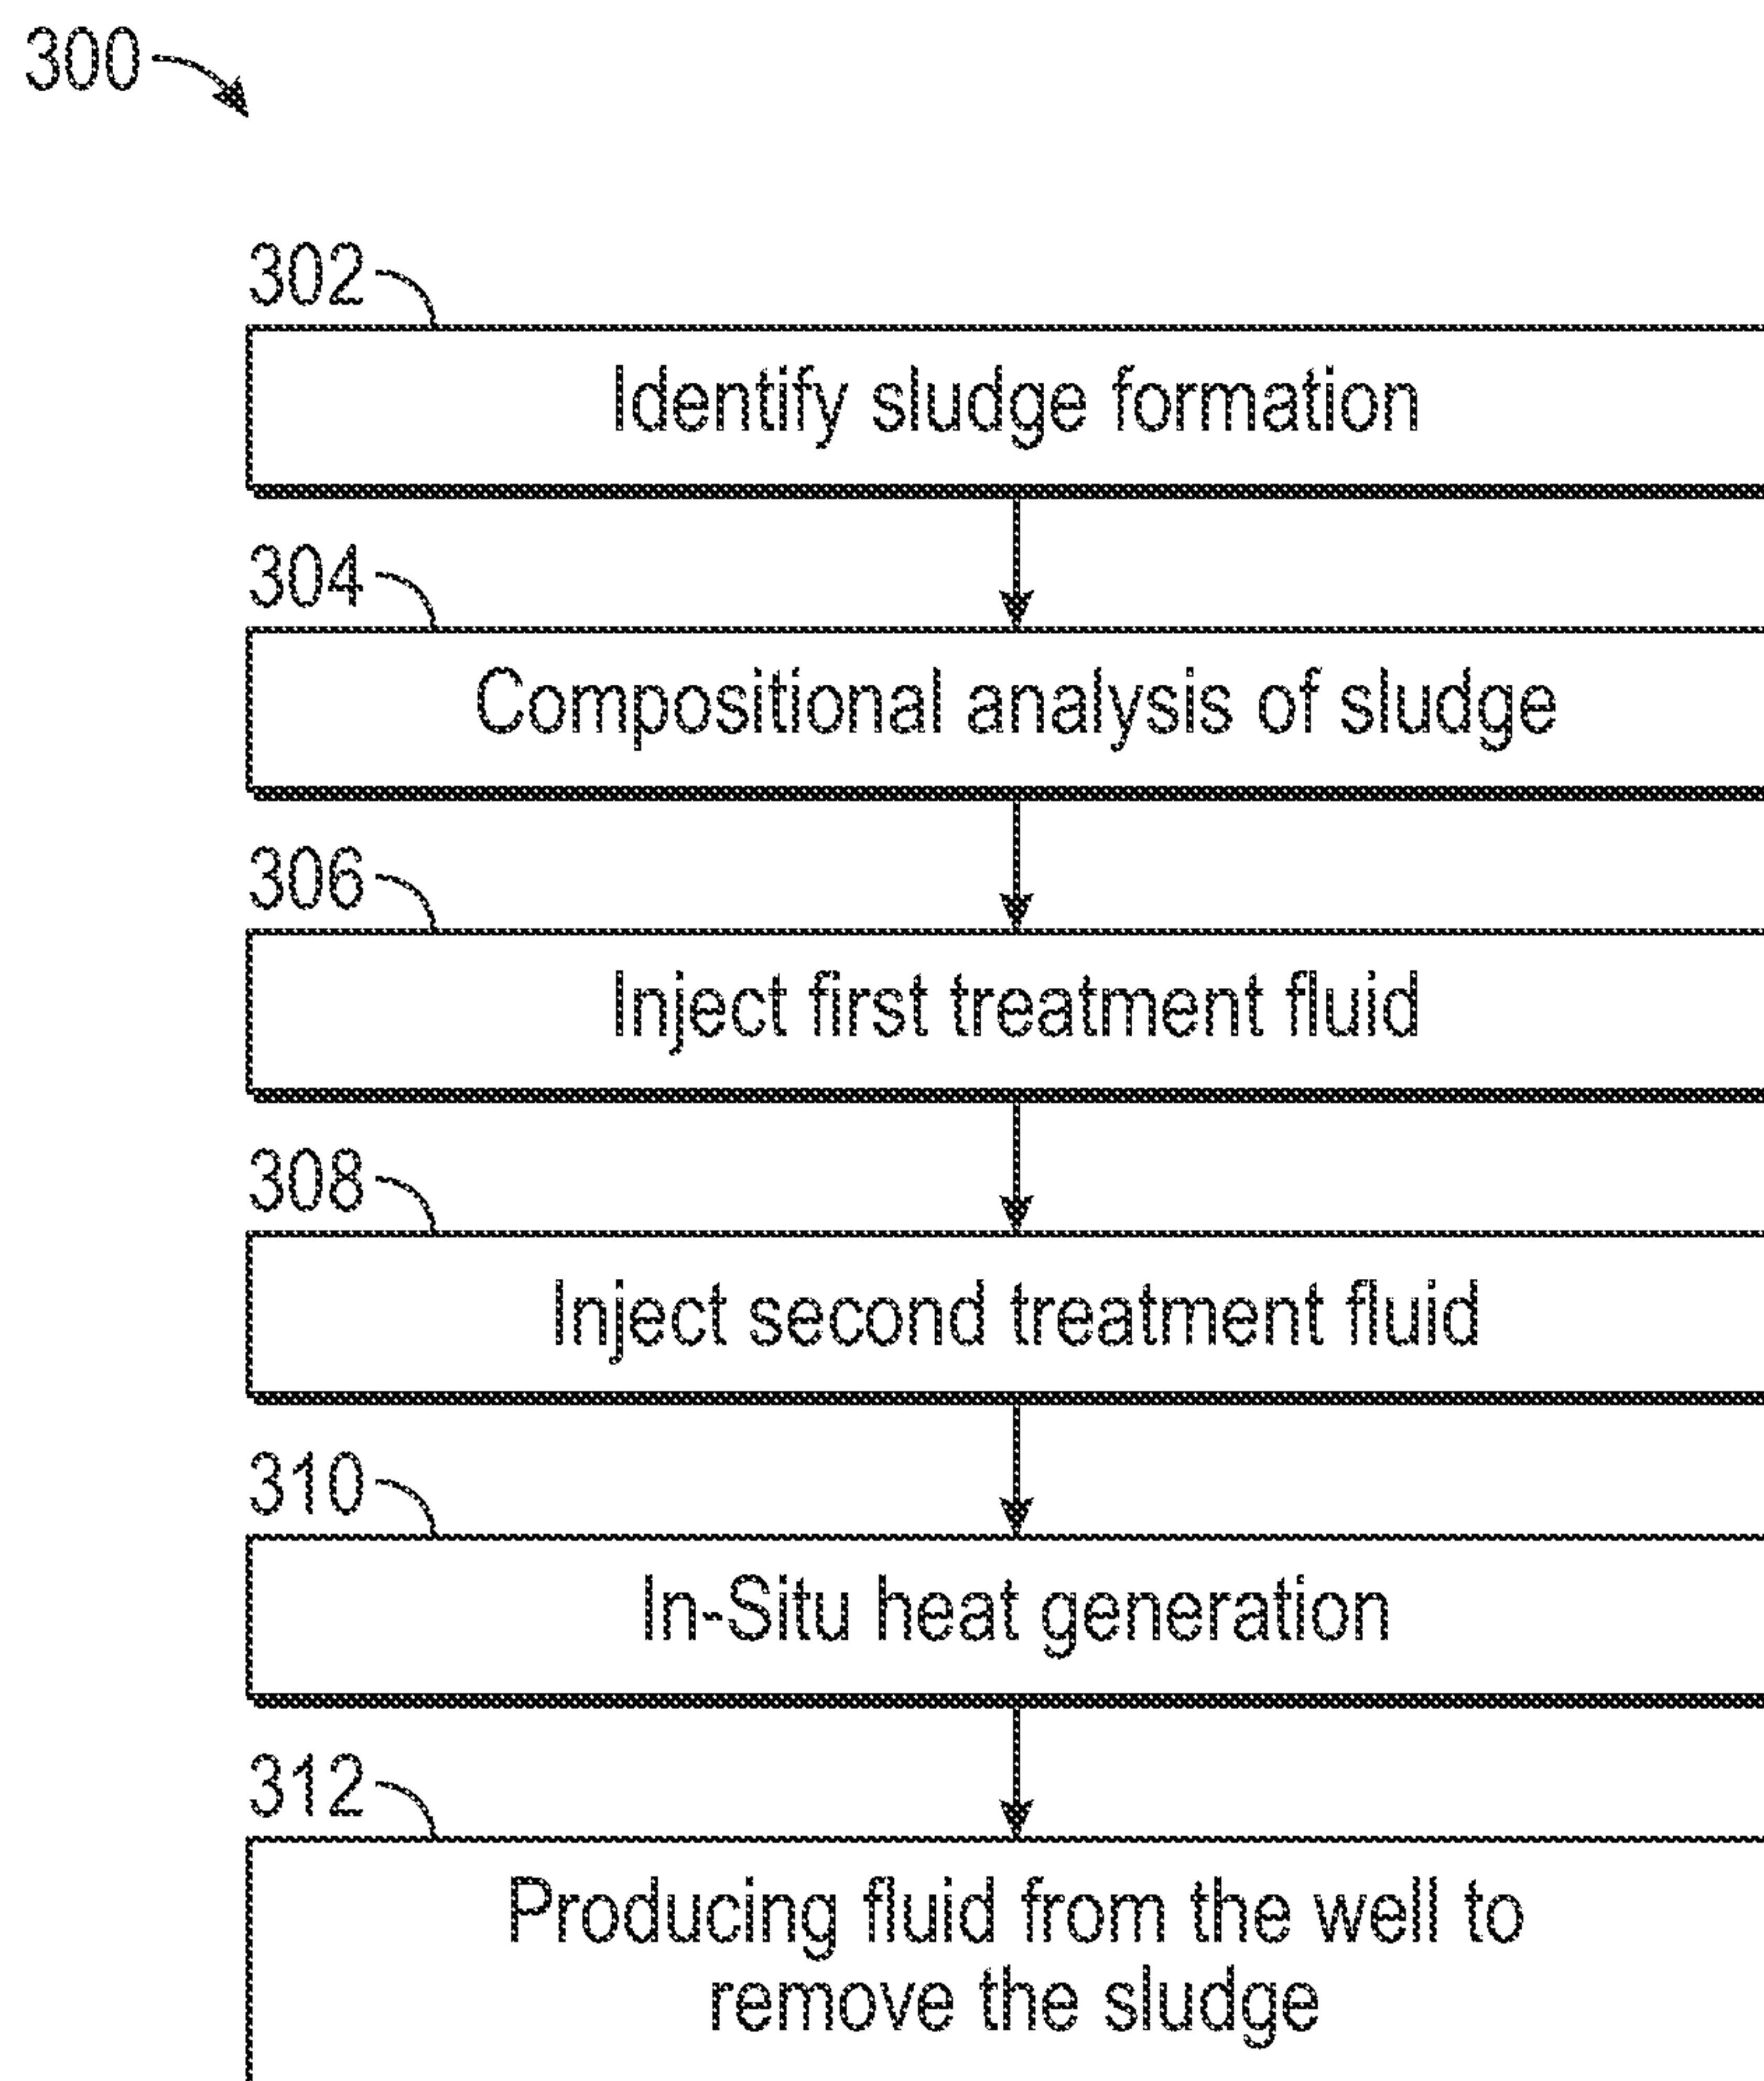 300
302
Identify sludge formation
304
Compositional analysis of sludge
306
Inject first treatment fluid
308
Inject second treatment fluid
310
In-Situ heat generation
312
Producing fluid from the well to
remove the sludge